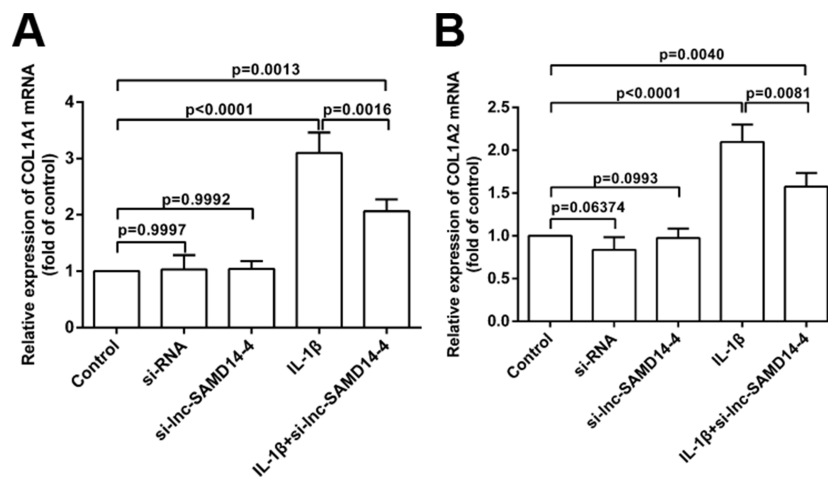 A
Relative expression of COL1A1 mRNA
(fold of control)
p=0.0013
p<0.0001
p=0.0016
p=0.9992
p=0.9997
4
3
2
1
0
Control
si-RNA
si-lnc-SAMD14-4
IL-1β
IL-1β+si-lnc-SAMD14-4
B
Relative expression of COL1A2 mRNA
(fold of control)
p=0.0040
p<0.0001
p=0.0081
p=0.0993
p=0.06374
2.5
2.0
1.5
1.0
0.5
0.0
Control
si-RNA
si-lnc-SAMD14-4
IL-1β
IL-1β+si-lnc-SAMD14-4